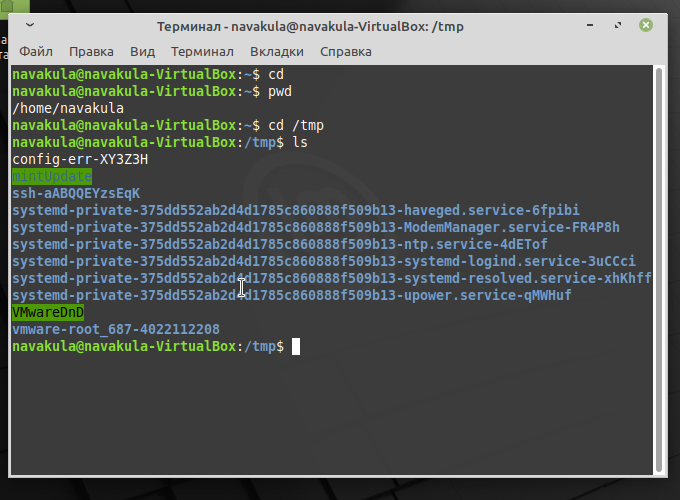 Терминал - navakula@navakula-VirtualBox: /tmp
Файл Правка Вид Терминал Вкладки Справка
navakula@navakula-VirtualBox:~$ cd
navakula@navakula-VirtualBox:~$ pwd
/home/navakula
navakula@navakula-VirtualBox:~$ cd /tmp
navakula@navakula-VirtualBox:/tmp$ ls
config-err-XY3Z3H
mintUpdate
ssh-aABQQEYzsEqK
systemd-private-375dd552ab2d4d1785c860888f509b13-haveged.service-6fpibi
systemd-private-375dd552ab2d4d1785c860888f509b13-ModemManager.service-FR4P8h
systemd-private-375dd552ab2d4d1785c860888f509b13-ntp.service-4dETof
systemd-private-375dd552ab2d4d1785c860888f509b13-systemd-logind.service-3uCCci
systemd-private-375dd552ab2d4d1785c860888f509b13-systemd-resolved.service-xhKhff
systemd-private-375dd552ab2d4d1785c860888f509b13-upower.service-qMWHuf
VMwareDnD
vmware-root_687-4022112208
navakula@navakula-VirtualBox:/tmp$